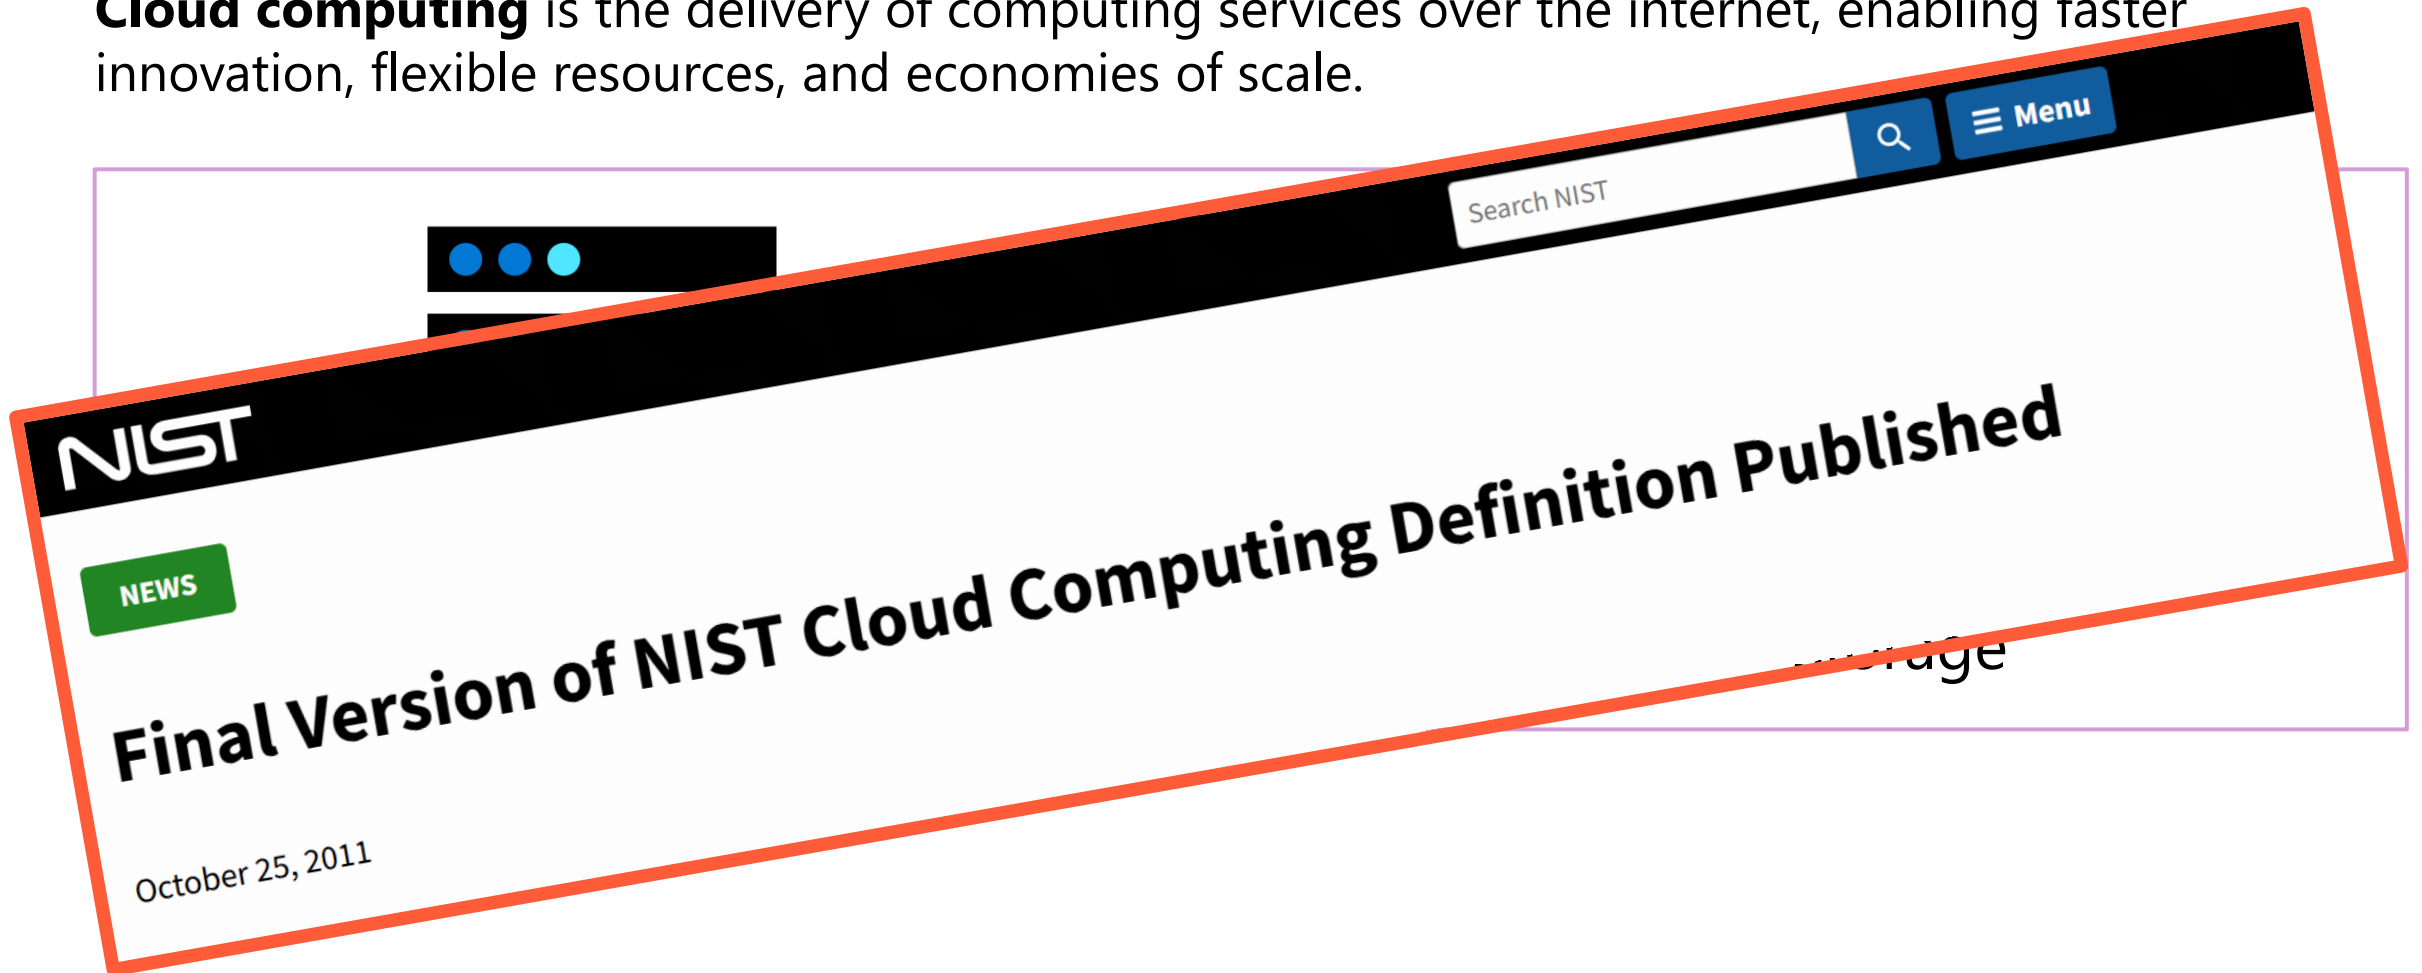 Cloud computing is the delivery of computing services over the internet, enabling faster
innovation, flexible resources, and economies of scale.
Search NIST
Menu
NIST
NEWS
Final Version of NIST Cloud Computing Definition Published
October 25, 2011